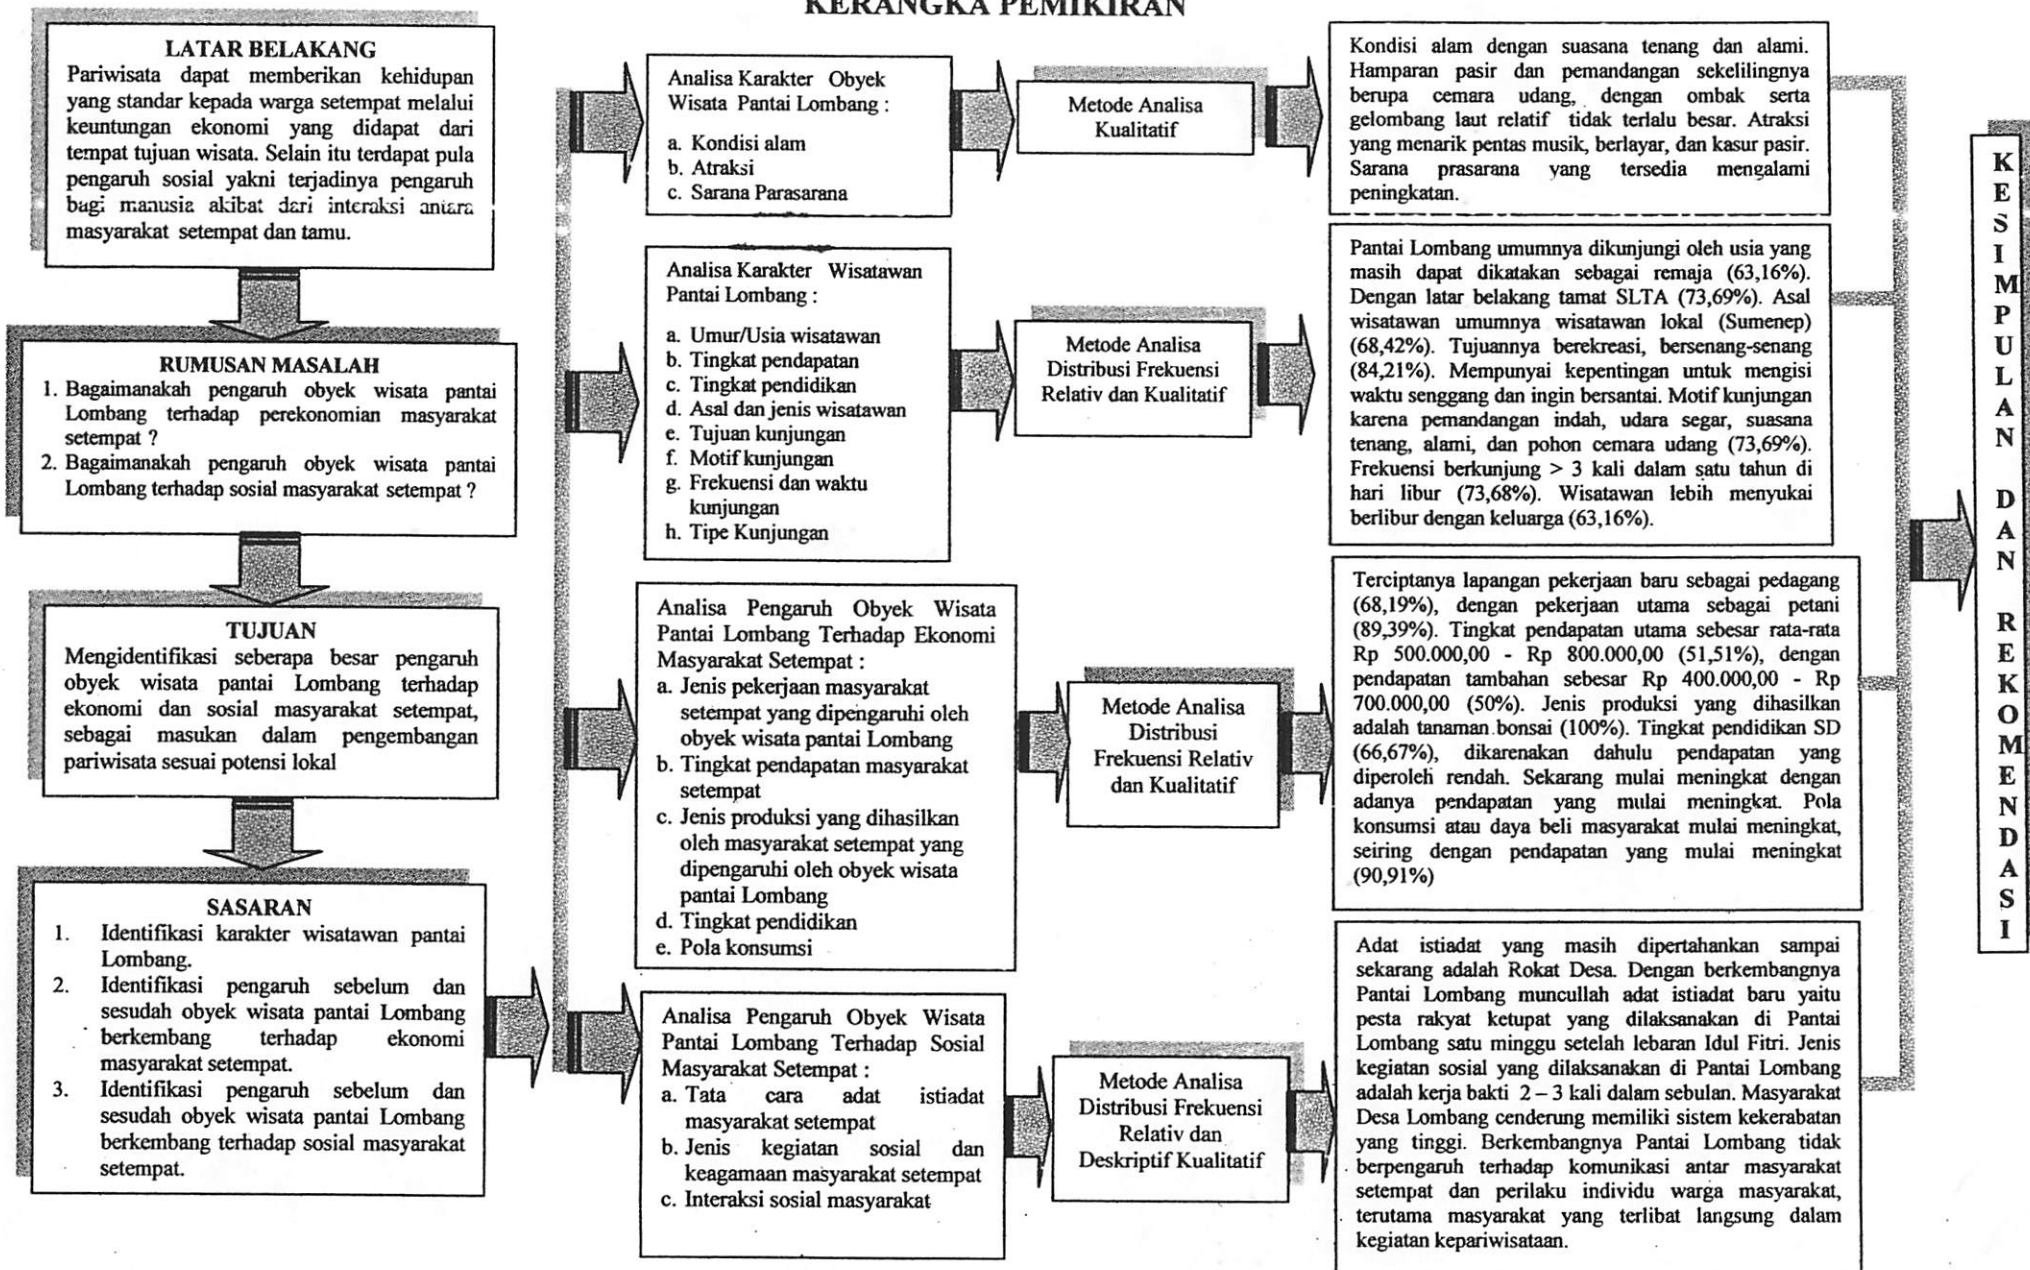 KERANGKA PEMIKIRAN
LATAR BELAKANG
Pariwisata dapat memberikan kehidupan
yang standar kepada warga setempat melalui
keuntungan ekonomi yang didapat dari
tempat tujuan wisata. Selain itu terdapat pula
pengaruh sosial yakni terjadinya pengaruh
bagi manusia akibat dari interaksi antara
masyarakat setempat dan tamu.
RUMUSAN MASALAH
1. Bagaimanakah pengaruh obyek wisata pantai
Lombang terhadap perekonomian masyarakat
setempat ?
2. Bagaimanakah pengaruh obyek wisata pantai
Lombang terhadap sosial masyarakat setempat ?
TUJUAN
Mengidentifikasi seberapa besar pengaruh
obyek wisata pantai Lombang terhadap
ekonomi dan sosial masyarakat setempat,
sebagai masukan dalam pengembangan
pariwisata sesuai potensi lokal
SASARAN
1. Identifikasi karakter wisatawan pantai
Lombang.
2. Identifikasi pengaruh sebelum dan
sesudah obyek wisata pantai Lombang
berkembang terhadap ekonomi
masyarakat setempat.
3. Identifikasi pengaruh sebelum dan
sesudah obyek wisata pantai Lombang
berkembang terhadap sosial masyarakat
setempat.
Analisa Karakter Obyek
Wisata Pantai Lombang :
a. Kondisi alam
b. Atraksi
c. Sarana Parasarana
Metode Analisa
Kualitatif
Kondisi alam dengan suasana tenang dan alami.
Hamparan pasir dan pemandangan sekelilingnya
berupa cemara udang, dengan ombak serta
gelombang laut relatif tidak terlalu besar. Atraksi
yang menarik pentas musik, berlayar, dan kasur pasir.
Sarana prasarana yang tersedia mengalami
peningkatan.
Analisa Karakter Wisatawan
Pantai Lombang :
a. Umur/Usia wisatawan
b. Tingkat pendapatan
c. Tingkat pendidikan
d. Asal dan jenis wisatawan
e. Tujuan kunjungan
f. Motif kunjungan
g. Frekuensi dan waktu
kunjungan
h. Tipe Kunjungan
Metode Analisa
Distribusi Frekuensi
Relativ dan Kualitatif
Pantai Lombang umumnya dikunjungi oleh usia yang
masih dapat dikatakan sebagai remaja (63,16%).
Dengan latar belakang tamat SLTA (73,69%). Asal
wisatawan umumnya wisatawan lokal (Sumenep)
(68,42%). Tujuannya berekreasi, bersenang-senang
(84,21%). Mempunyai kepentingan untuk mengisi
waktu senggang dan ingin bersantai. Motif kunjungan
karena pemandangan indah, udara segar, suasana
tenang, alami, dan pohon cemara udang (73,69%).
Frekuensi berkunjung > 3 kali dalam satu tahun di
hari libur (73,68%). Wisatawan lebih menyukai
berlibur dengan keluarga (63,16%).
Analisa Pengaruh Obyek Wisata
Pantai Lombang Terhadap Ekonomi
Masyarakat Setempat :
a. Jenis pekerjaan masyarakat
setempat yang dipengaruhi oleh
obyek wisata pantai Lombang
b. Tingkat pendapatan masyarakat
setempat
c. Jenis produksi yang dihasilkan
oleh masyarakat setempat yang
dipengaruhi oleh obyek wisata
pantai Lombang
d. Tingkat pendidikan
e. Pola konsumsi
Metode Analisa
Distribusi
Frekuensi Relativ
dan Kualitatif
Terciptanya lapangan pekerjaan baru sebagai pedagang
(68,19%), dengan pekerjaan utama sebagai petani
(89,39%). Tingkat pendapatan utama sebesar rata-rata
Rp 500.000,00 - Rp 800.000,00 (51,51%), dengan
pendapatan tambahan sebesar Rp 400.000,00 - Rp
700.000,00 (50%). Jenis produksi yang dihasilkan
adalah tanaman bonsai (100%). Tingkat pendidikan SD
(66,67%), dikarenakan dahulu pendapatan yang
diperoleh rendah. Sekarang mulai meningkat dengan
adanya pendapatan yang mulai meningkat. Pola
konsumsi atau daya beli masyarakat mulai meningkat,
seiring dengan pendapatan yang mulai meningkat
(90,91%)
Analisa Pengaruh Obyek Wisata
Pantai Lombang Terhadap Sosial
Masyarakat Setempat :
a. Tata cara adat istiadat
masyarakat setempat
b. Jenis kegiatan sosial dan
keagamaan masyarakat setempat
c. Interaksi sosial masyarakat
Metode Analisa
Distribusi Frekuensi
Relativ dan
Deskriptif Kualitatif
Adat istiadat yang masih dipertahankan sampai
sekarang adalah Rokat Desa. Dengan berkembangnya
Pantai Lombang muncullah adat istiadat baru yaitu
pesta rakyat ketupat yang dilaksanakan di Pantai
Lombang satu minggu setelah lebaran Idul Fitri. Jenis
kegiatan sosial yang dilaksanakan di Pantai Lombang
adalah kerja bakti 2 – 3 kali dalam sebulan. Masyarakat
Desa Lombang cenderung memiliki sistem kekerabatan
yang tinggi. Berkembangnya Pantai Lombang tidak
berpengaruh terhadap komunikasi antar masyarakat
setempat dan perilaku individu warga masyarakat,
terutama masyarakat yang terlibat langsung dalam
kegiatan kepariwisataan.
KESIMPULAN DAN REKOMENDASI